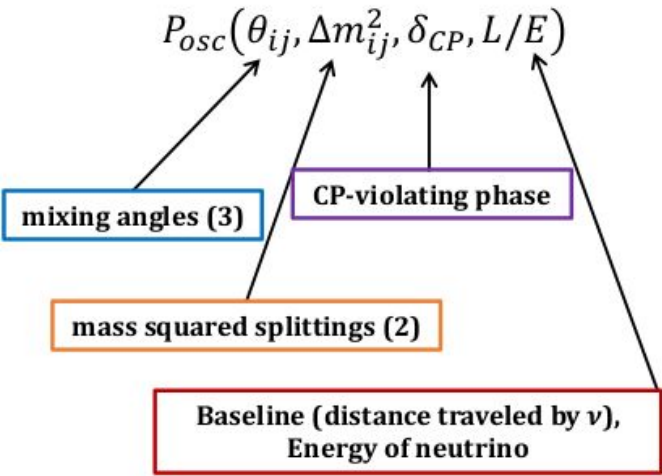 P_osc(θ_ij, Δm²_ij, δ_CP, L/E)
mixing angles (3)
CP-violating phase
mass squared splittings (2)
Baseline (distance traveled by ν),
Energy of neutrino